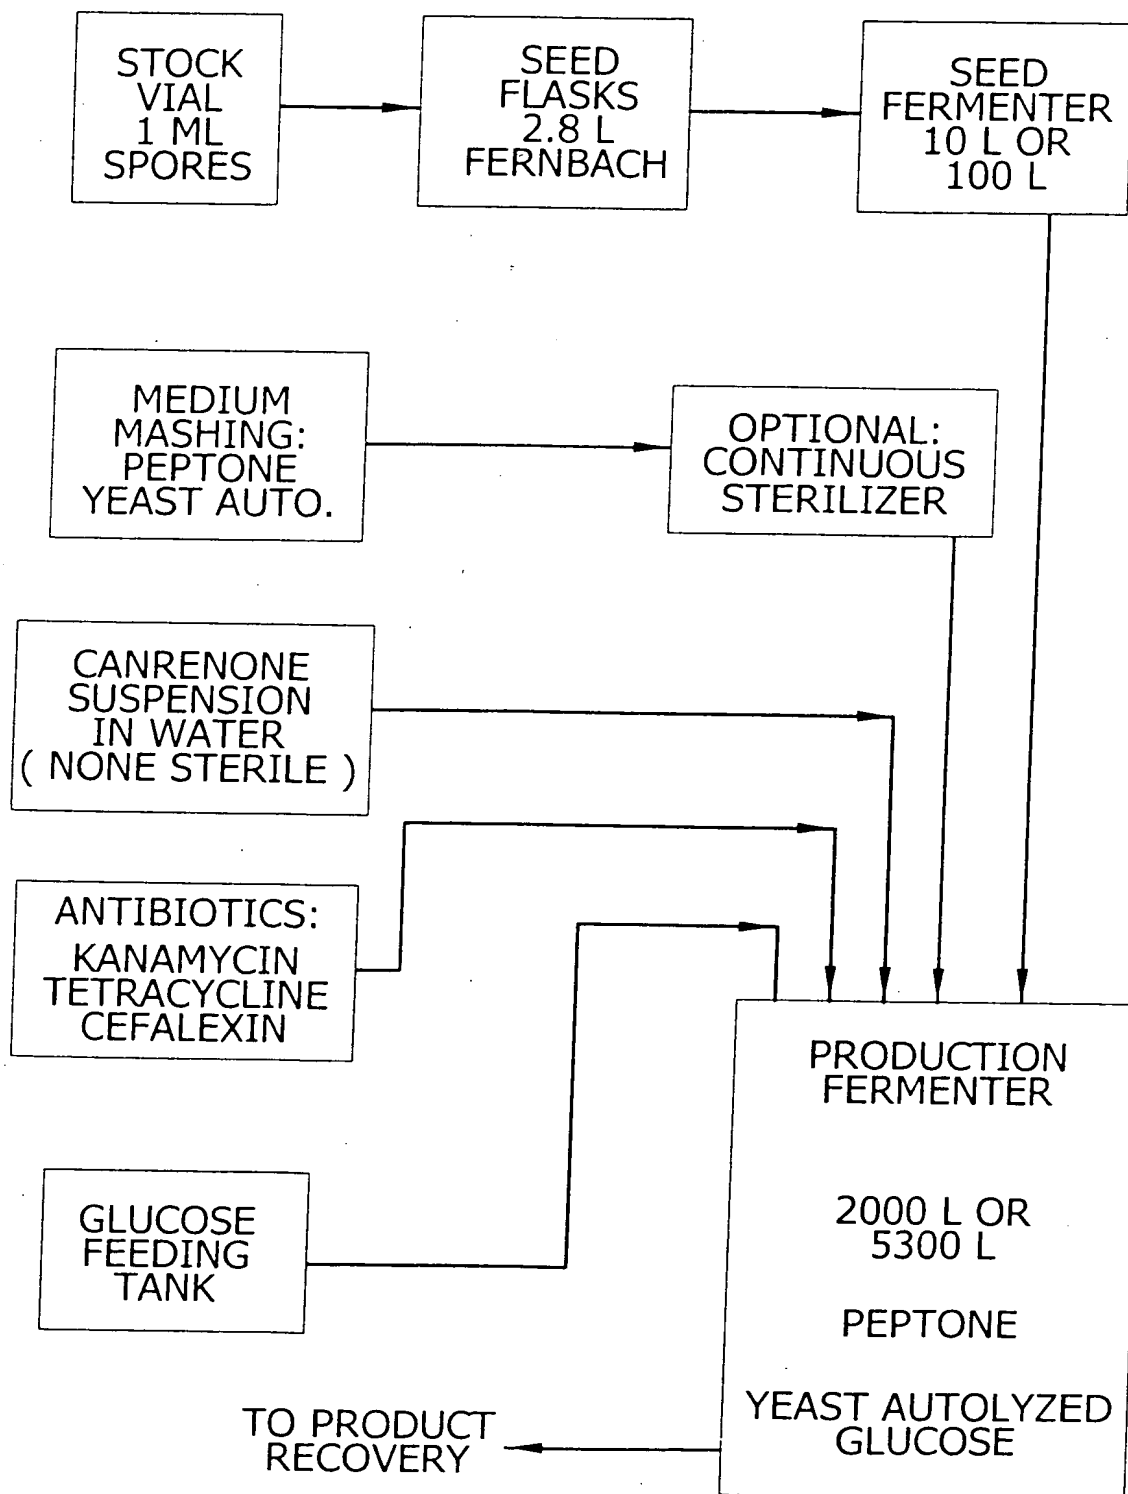 STOCK
VIAL
1 ML
SPORES
SEED
FLASKS
2.8 L
FERNBACH
SEED
FERMENTER
10 L OR
100 L
MEDIUM
MASHING:
PEPTONE
YEAST AUTO.
OPTIONAL:
CONTINUOUS
STERILIZER
CANRENONE
SUSPENSION
IN WATER
( NONE STERILE )
ANTIBIOTICS:
KANAMYCIN
TETRACYCLINE
CEFALEXIN
GLUCOSE
FEEDING
TANK
PRODUCTION
FERMENTER
2000 L OR
5300 L
PEPTONE
YEAST AUTOLYZED
GLUCOSE
TO PRODUCT
RECOVERY